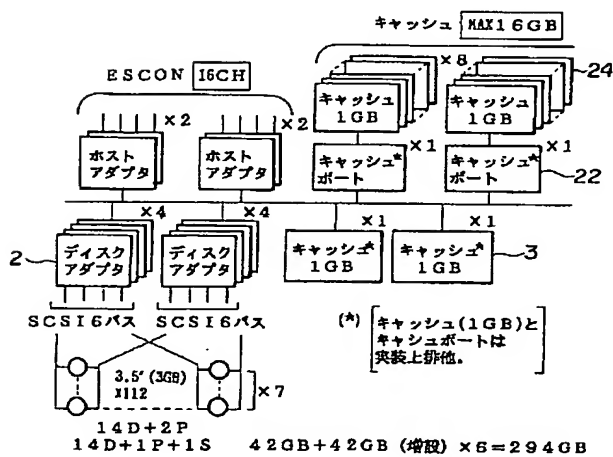 キャッシュ MAX16GB
ESCON 16CH
×8
24
キャッシュ
1GB
キャッシュ
1GB
×2
×2
×1
×1
ホスト
アダプタ
ホスト
アダプタ
キャッシュ*
ポート
キャッシュ*
ポート
22
×4
×4
×1
×1
2
ディスク
アダプタ
ディスク
アダプタ
キャッシュ*
1GB
キャッシュ*
1GB
3
SCSI6バス
SCSI6バス
(*) キャッシュ(1GB)と
キャシュポートは
実装上排他。
3.5"(3GB)
×112
×7
14D+2P
14D+1P+1S
42GB+42GB(増設)×6=294GB